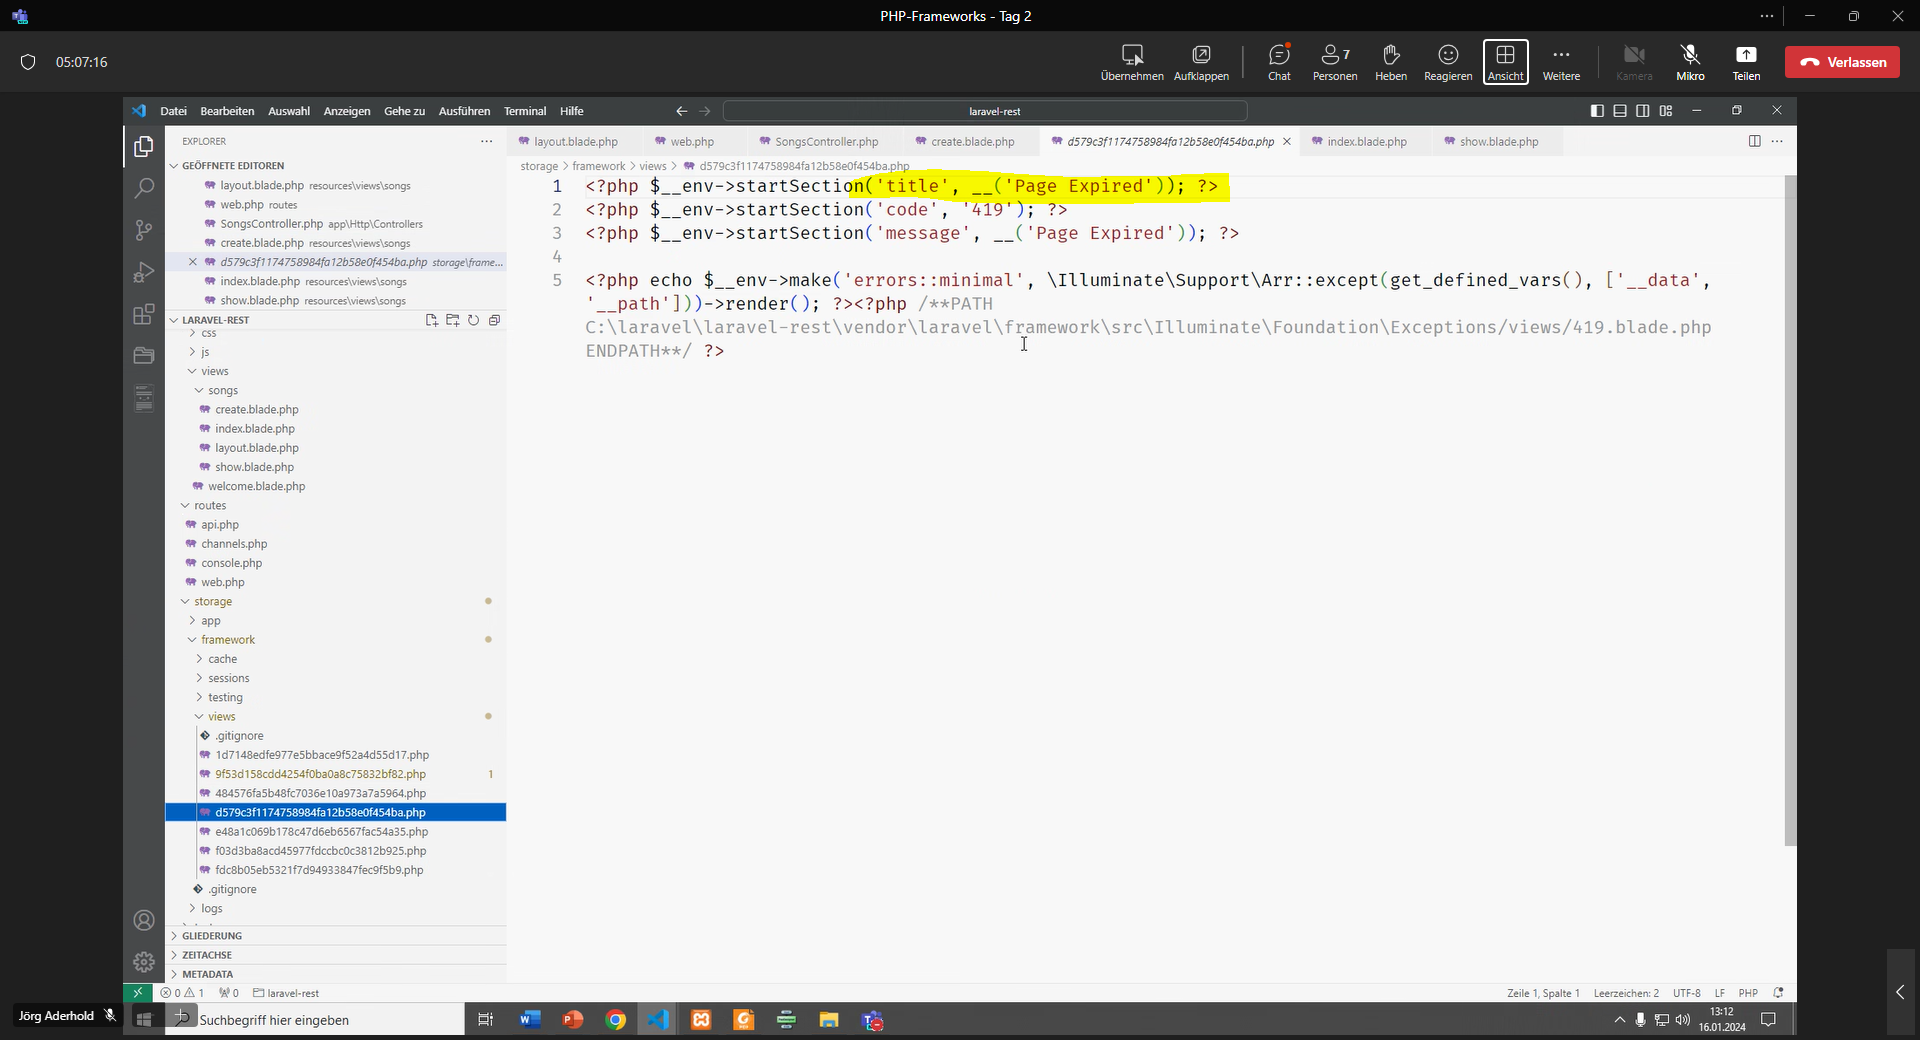 PHP-Frameworks - Tag 2
05:07:16
Übernehmen
Aufklappen
Chat
7
Personen
Heben
Reagieren
Ansicht
Weitere
Kamera
Mikro
Teilen
Verlassen
Datei Bearbeiten Auswahl Anzeigen Gehe zu Ausführen Terminal Hilfe
laravel-rest
EXPLORER
layout.blade.php
web.php
SongsController.php
create.blade.php
d579c3f1174758984fa12b58e0f454ba.php
index.blade.php
show.blade.php
GEÖFFNETE EDITOREN
layout.blade.php resources\views\songs
web.php routes
SongsController.php app\Http\Controllers
create.blade.php resources\views\songs
d579c3f1174758984fa12b58e0f454ba.php storage\frame...
index.blade.php resources\views\songs
show.blade.php resources\views\songs
LARAVEL-REST
css
js
views
songs
create.blade.php
index.blade.php
layout.blade.php
show.blade.php
welcome.blade.php
routes
api.php
channels.php
console.php
web.php
storage
app
framework
cache
sessions
testing
views
.gitignore
1d7148edfe977e5bbace9f52a4d55d17.php
9f53d158cdd4254f0ba0a8c75832bf82.php 1
484576fa5b48fc7036e10a973a7a5964.php
d579c3f1174758984fa12b58e0f454ba.php
e48a1c069b178c47d6eb6567fac54a35.php
f03d3ba8acd45977fdccbc0c3812b925.php
fdc8b05eb5321f7d94933847fec9f5b9.php
.gitignore
logs
GLIEDERUNG
ZEITACHSE
METADATA
storage > framework > views > d579c3f1174758984fa12b58e0f454ba.php
1 <?php $__env->startSection('title', __('Page Expired')); ?>
2 <?php $__env->startSection('code', '419'); ?>
3 <?php $__env->startSection('message', __('Page Expired')); ?>
4
5 <?php echo $__env->make('errors::minimal', \Illuminate\Support\Arr::except(get_defined_vars(), ['__data',
'__path']))->render(); ?><?php /**PATH
C:\laravel\laravel-rest\vendor\laravel\framework\src\Illuminate\Foundation\Exceptions/views/419.blade.php
ENDPATH**/ ?>
0 1 0 laravel-rest
Zeile 1, Spalte 1 Leerzeichen: 2 UTF-8 LF PHP
Jörg Aderhold
Suchbegriff hier eingeben
13:12
16.01.2024